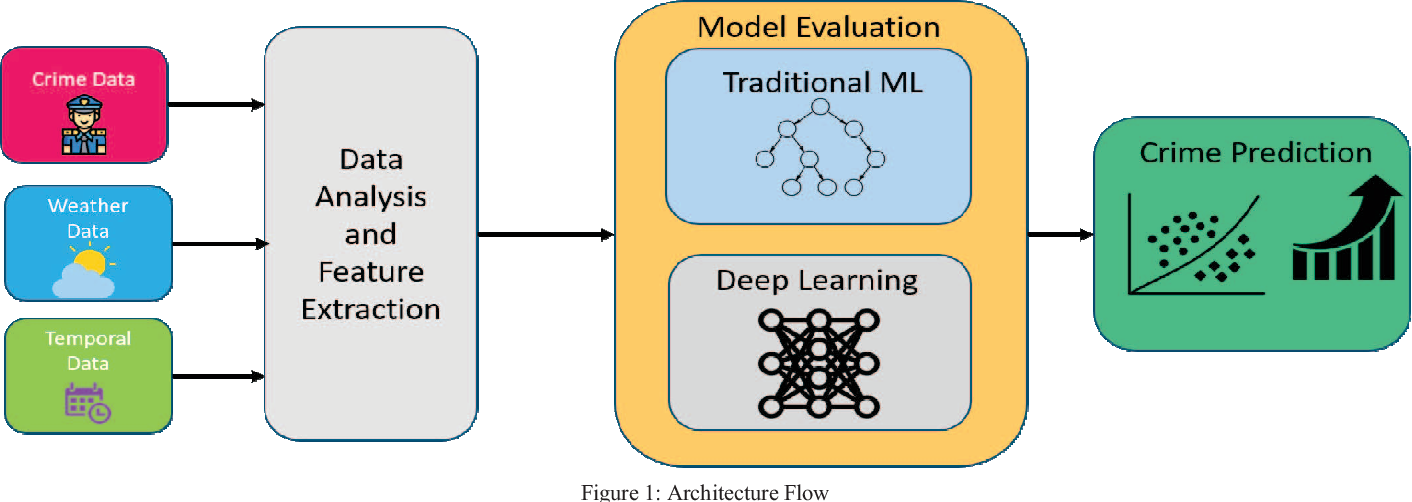 Crime Data
Weather
Data
Temporal
Data
Data
Analysis
and
Feature
Extraction
Model Evaluation
Traditional ML
Deep Learning
Crime Prediction
Figure 1: Architecture Flow